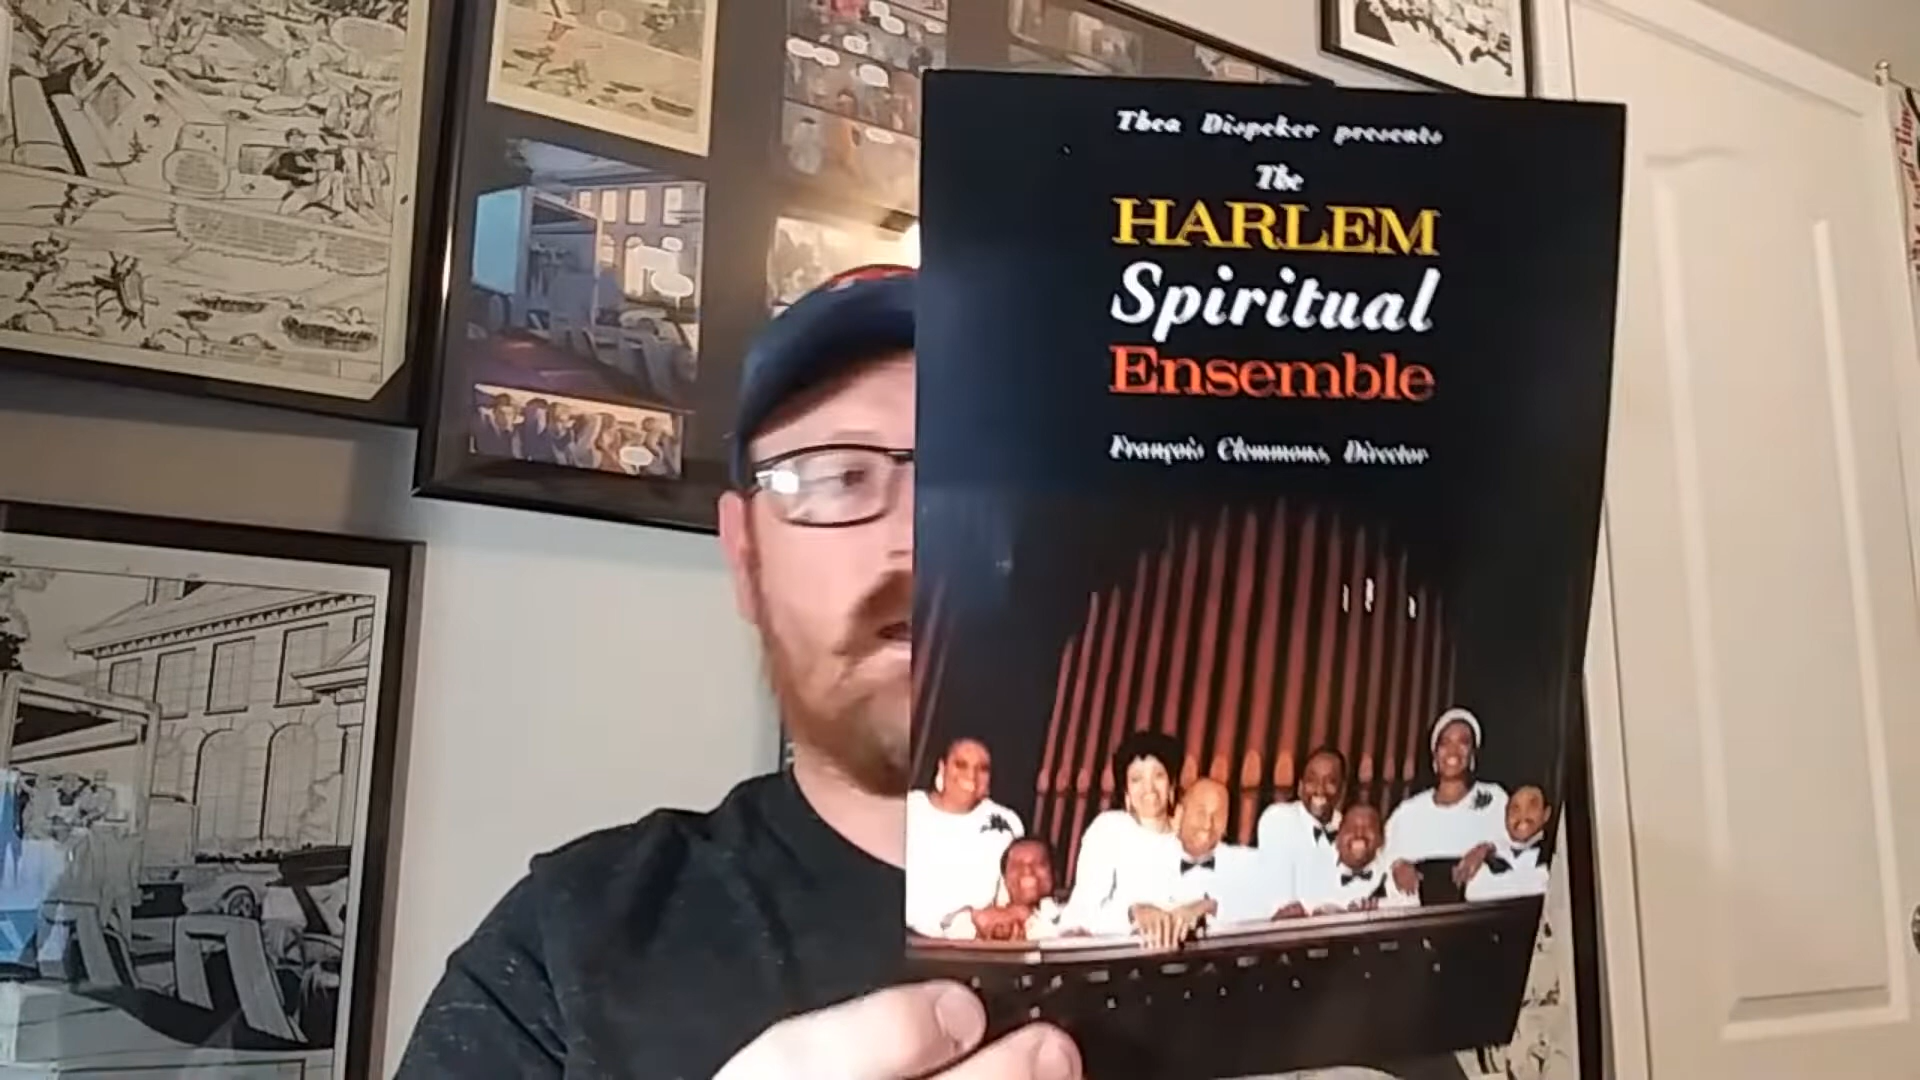 Thea Dispeker presents
The
HARLEM
Spiritual
Ensemble
François Clemmons, Director